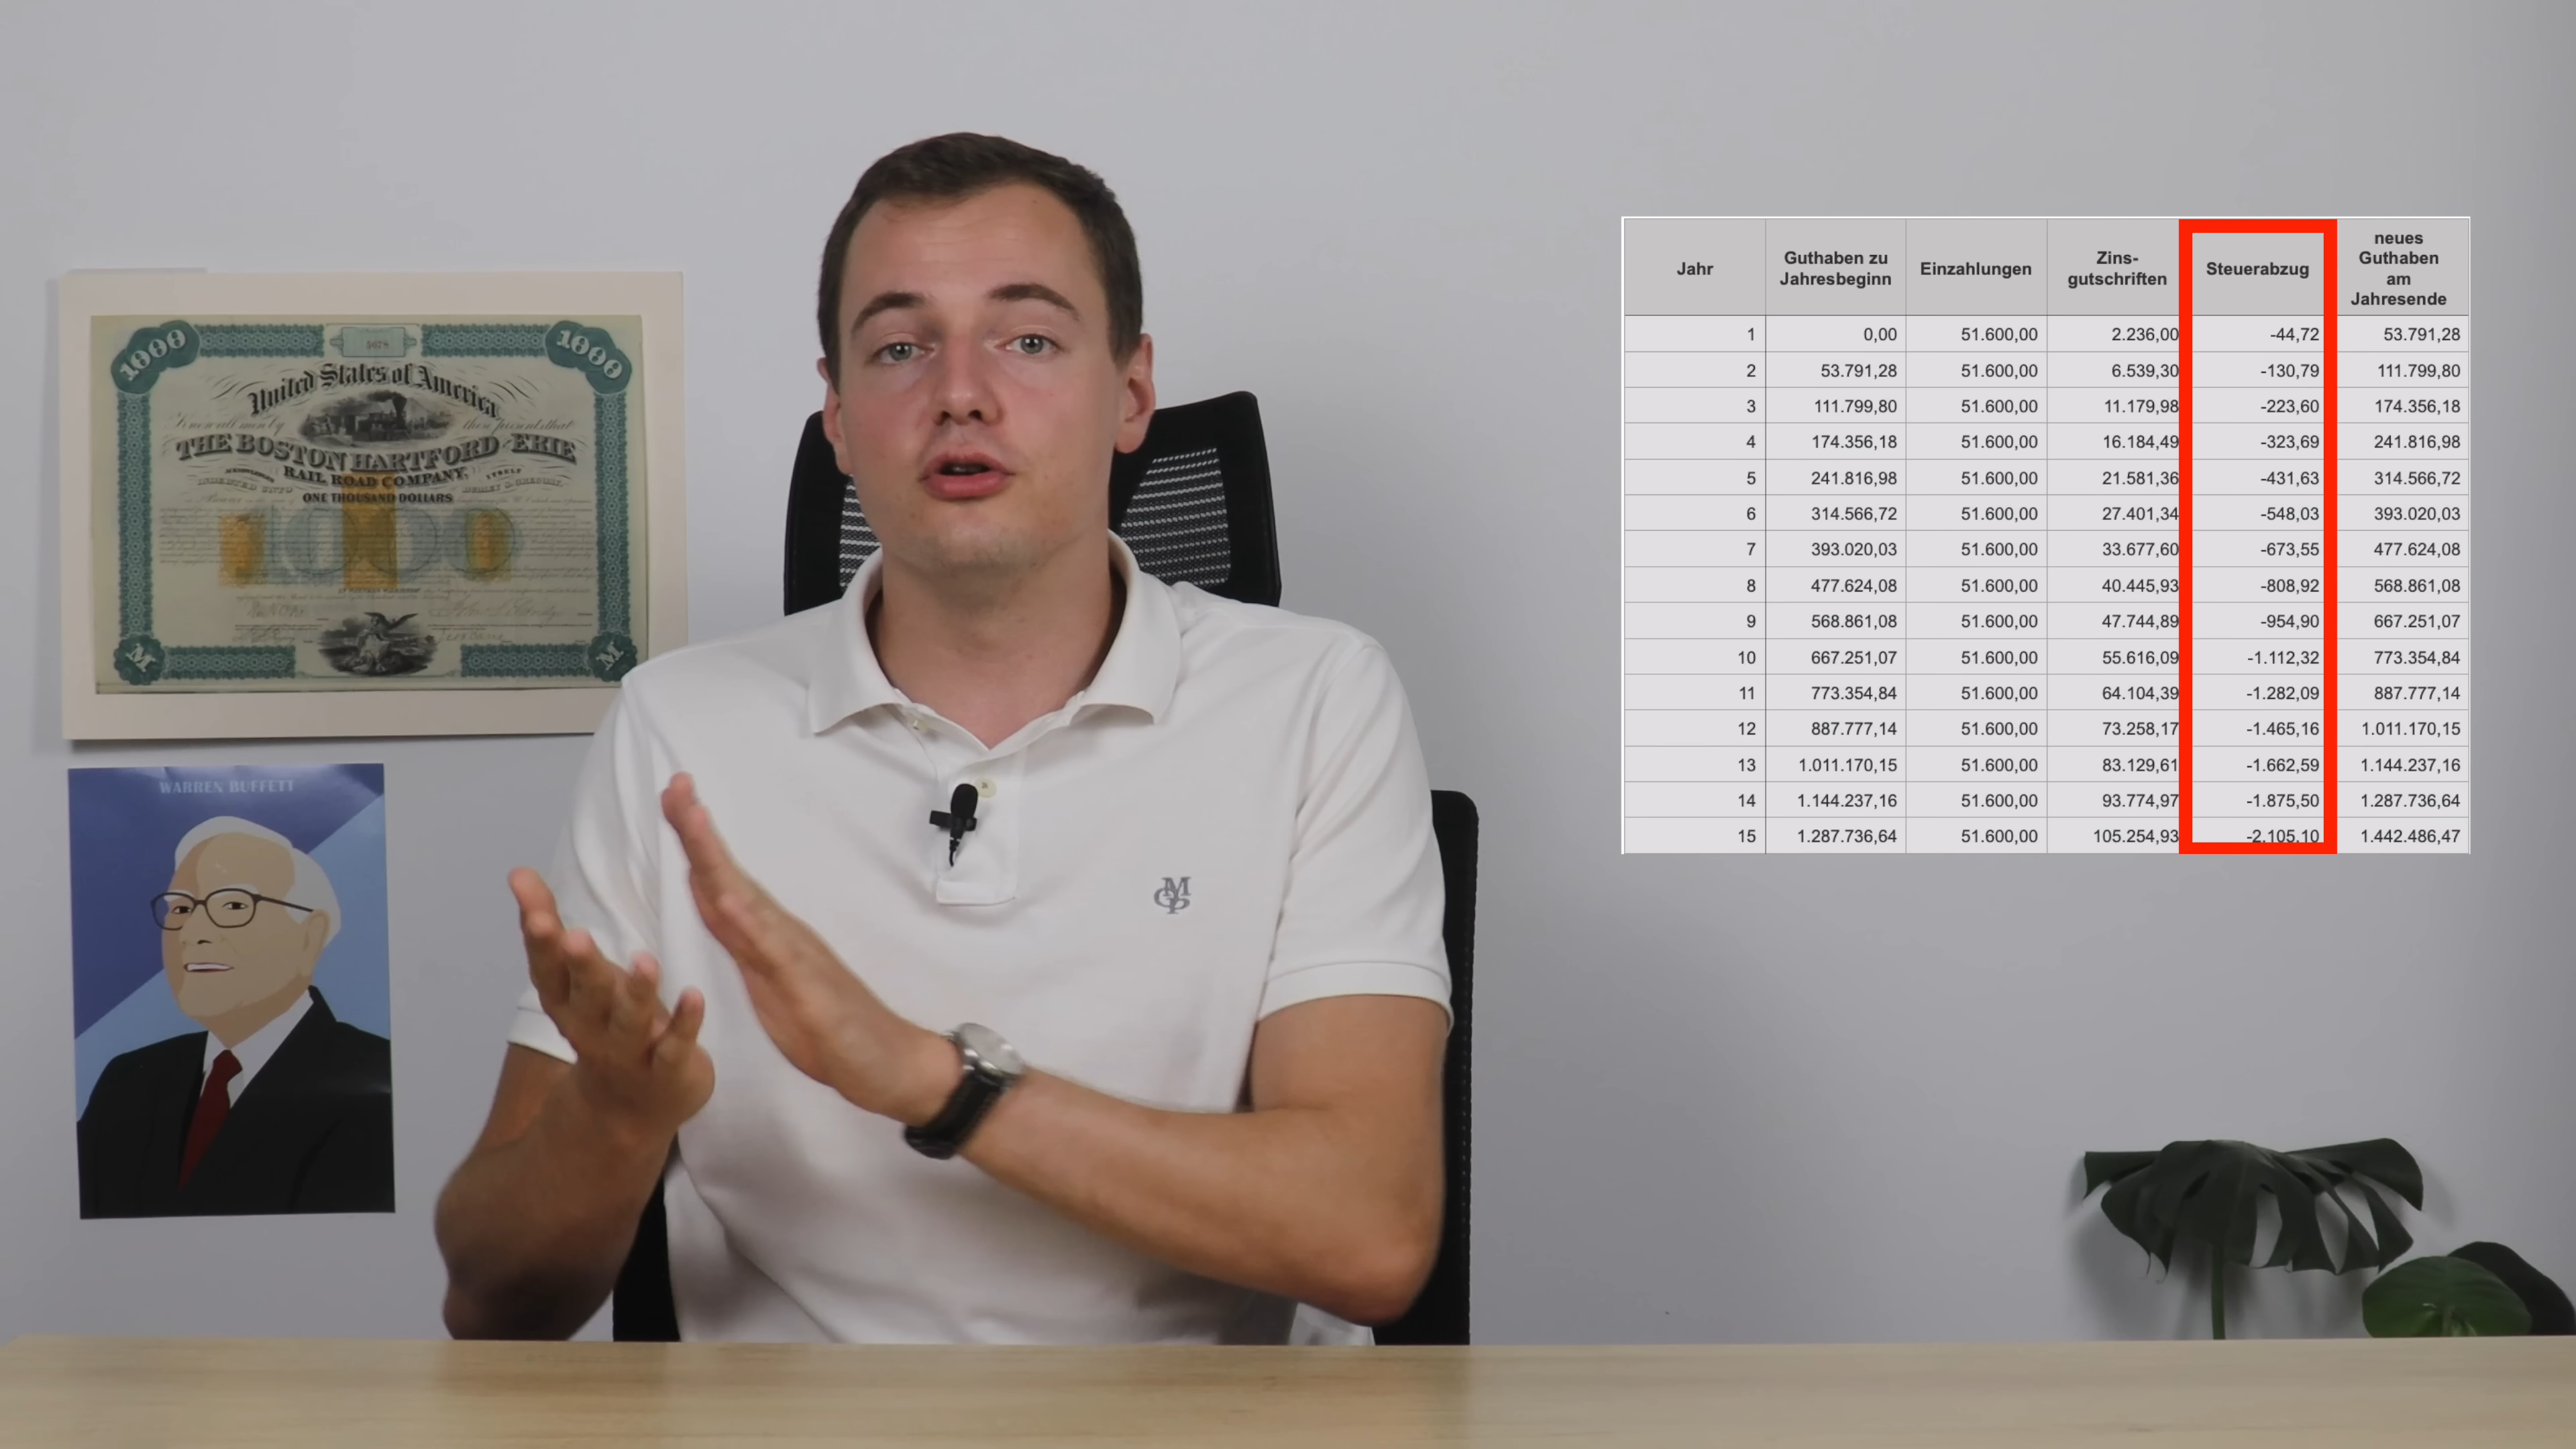 1000
5078
1000
United States of America
Know all men by these presents that
THE BOSTON HARTFORD AND ERIE
RAIL ROAD COMPANY,
INDEBTED UNTO
ONE THOUSAND DOLLARS
1000
M
M
WARREN BUFFETT
MOP
Jahr Guthaben zu Jahresbeginn Einzahlungen Zins- gutschriften Steuerabzug neues Guthaben am Jahresende
1 0,00 51.600,00 2.236,00 -44,72 53.791,28
2 53.791,28 51.600,00 6.539,30 -130,79 111.799,80
3 111.799,80 51.600,00 11.179,98 -223,60 174.356,18
4 174.356,18 51.600,00 16.184,49 -323,69 241.816,98
5 241.816,98 51.600,00 21.581,36 -431,63 314.566,72
6 314.566,72 51.600,00 27.401,34 -548,03 393.020,03
7 393.020,03 51.600,00 33.677,60 -673,55 477.624,08
8 477.624,08 51.600,00 40.445,93 -808,92 568.861,08
9 568.861,08 51.600,00 47.744,89 -954,90 667.251,07
10 667.251,07 51.600,00 55.616,09 -1.112,32 773.354,84
11 773.354,84 51.600,00 64.104,39 -1.282,09 887.777,14
12 887.777,14 51.600,00 73.258,17 -1.465,16 1.011.170,15
13 1.011.170,15 51.600,00 83.129,61 -1.662,59 1.144.237,16
14 1.144.237,16 51.600,00 93.774,97 -1.875,50 1.287.736,64
15 1.287.736,64 51.600,00 105.254,93 -2.105,10 1.442.486,47